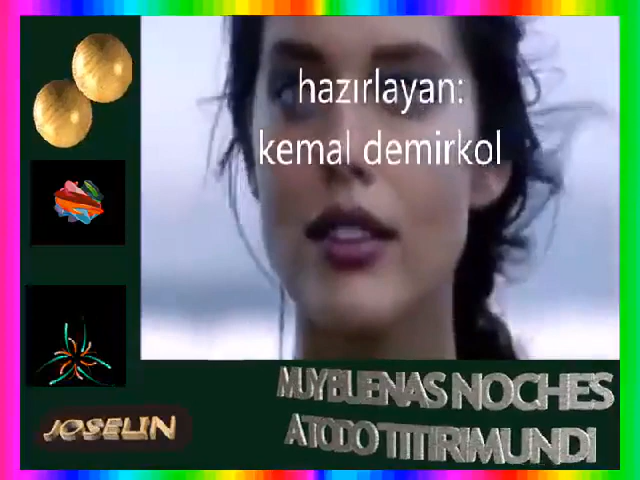 hazırlayan:
kemal demirkol
MUY BUENAS NOCHES
A TODO TITIRIMUNDI
JOSELIN